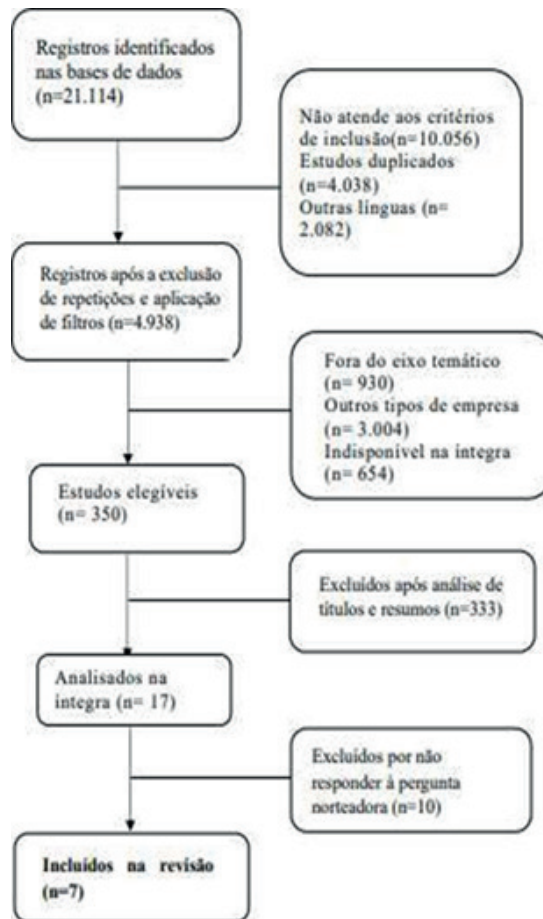 Registros identificados
nas bases de dados
(n=21.114)
Não atende aos critérios
de inclusão(n=10.056)
Estudos duplicados
(n=4.038)
Outras línguas (n=
2.082)
Registros após a exclusão
de repetições e aplicação
de filtros (n=4.938)
Fora do eixo temático
(n= 930)
Outros tipos de empresa
(n= 3.004)
Indisponível na íntegra
(n= 654)
Estudos elegíveis
(n= 350)
Excluídos após análise de
títulos e resumos (n=333)
Analisados na
íntegra (n= 17)
Excluídos por não
responder à pergunta
norteadora (n=10)
Incluídos na revisão
(n=7)